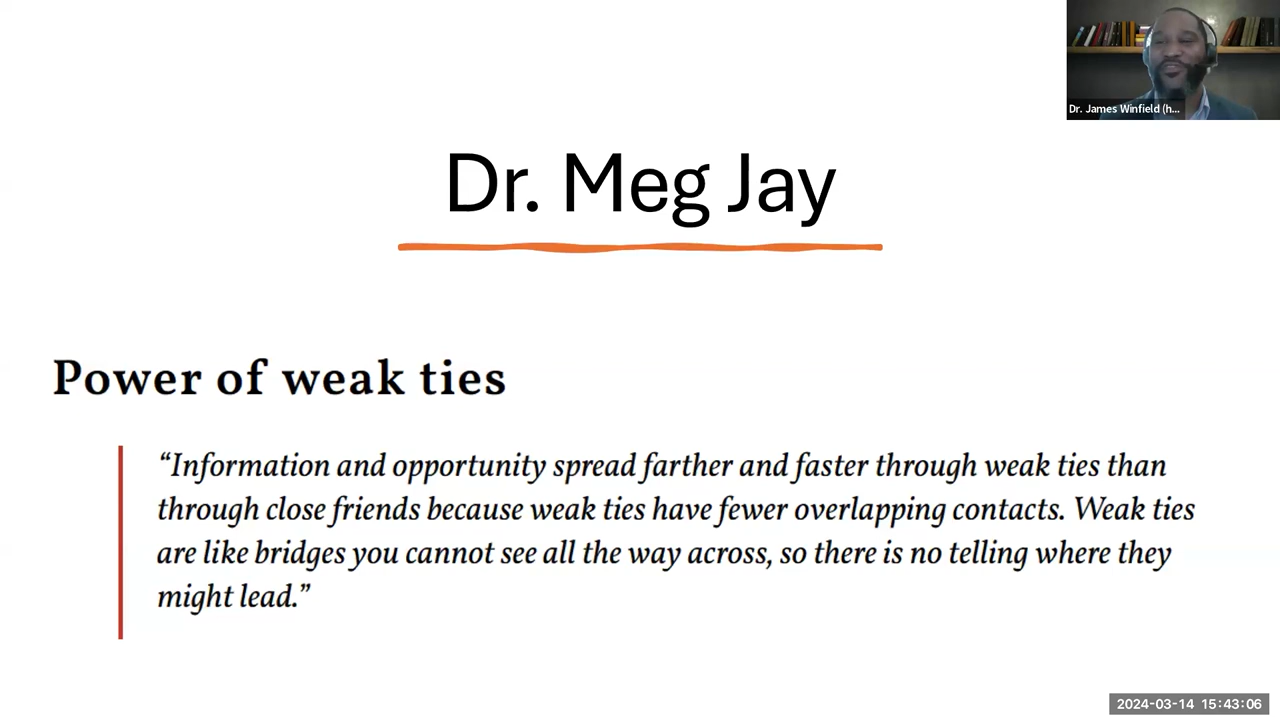 Dr. James Winfield (h...
Dr. Meg Jay
Power of weak ties
“Information and opportunity spread farther and faster through weak ties than
through close friends because weak ties have fewer overlapping contacts. Weak ties
are like bridges you cannot see all the way across, so there is no telling where they
might lead.”
2024-03-14 15:43:06